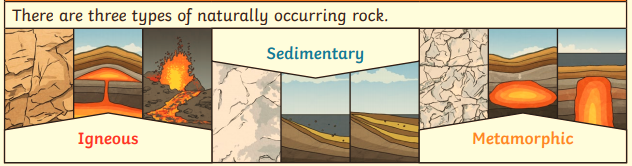 There are three types of naturally occurring rock.
Igneous
Sedimentary
Metamorphic